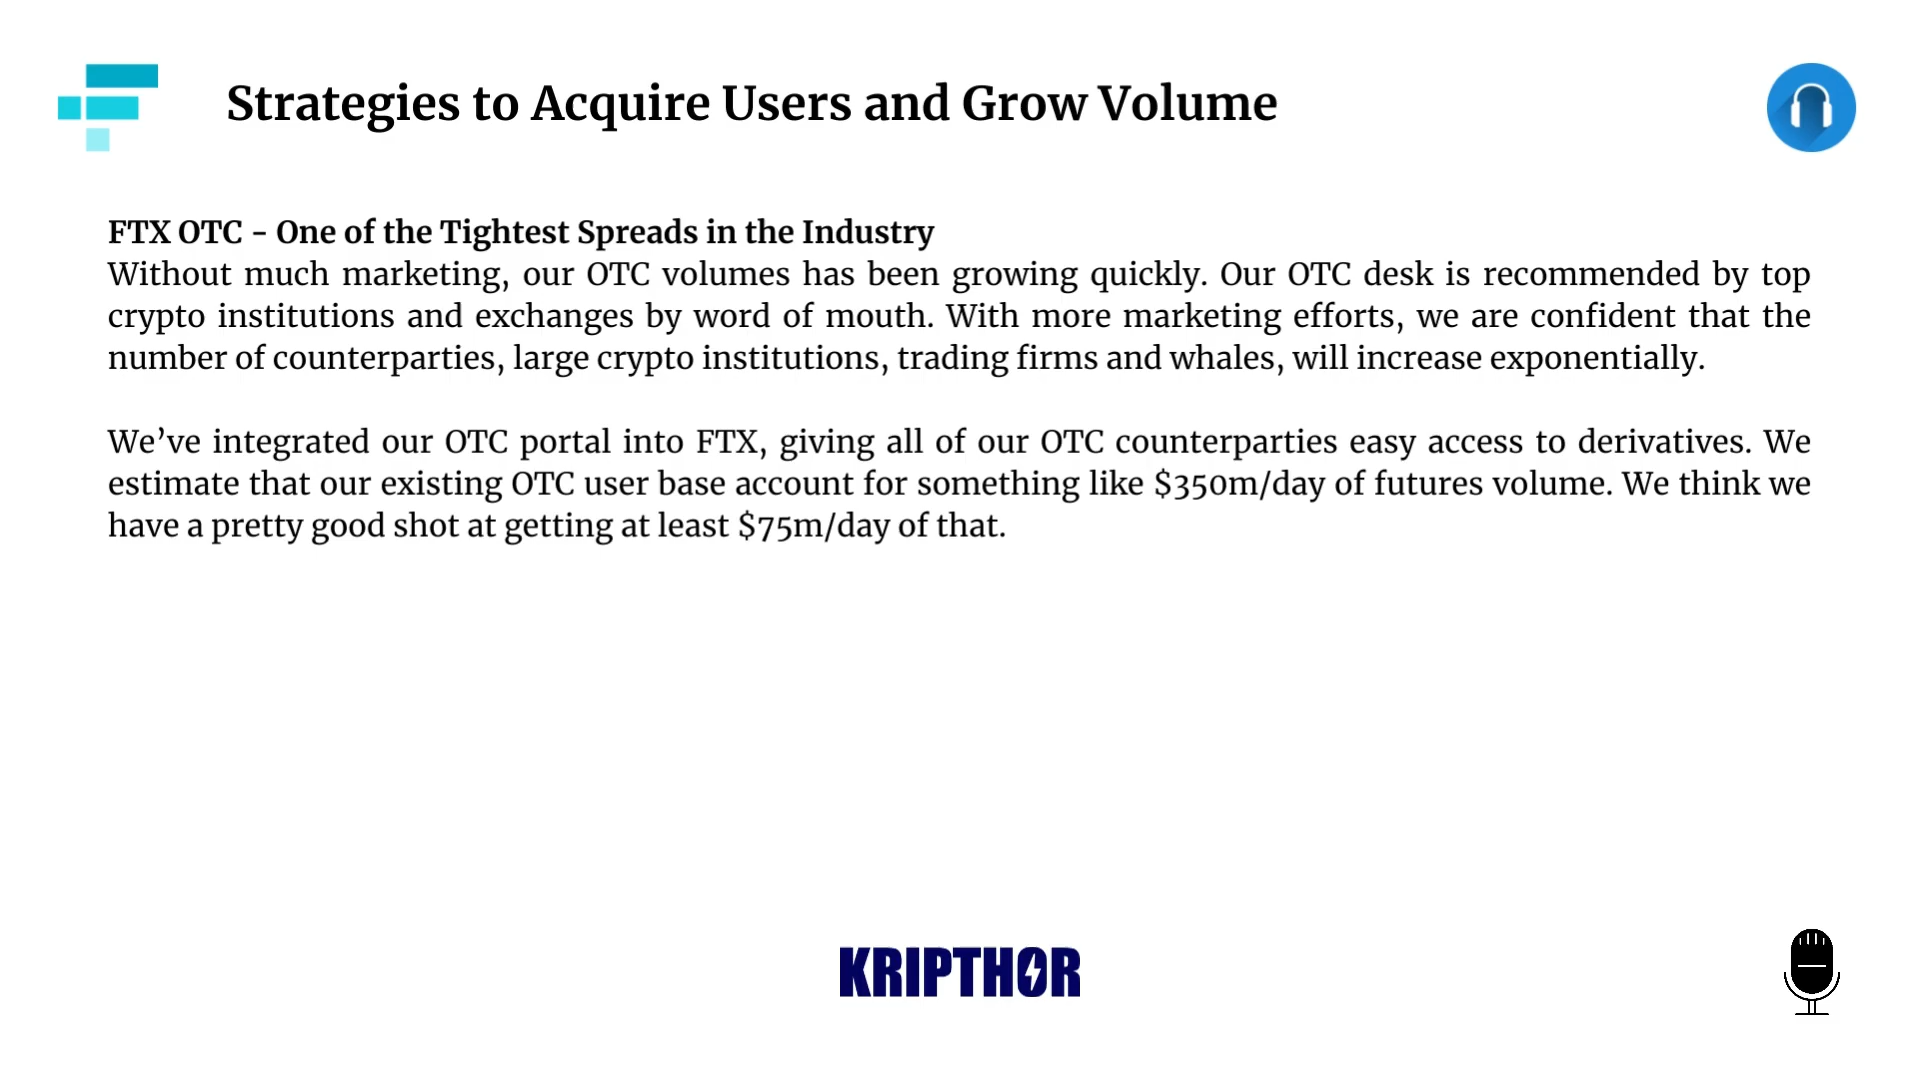 Strategies to Acquire Users and Grow Volume
FTX OTC - One of the Tightest Spreads in the Industry
Without much marketing, our OTC volumes has been growing quickly. Our OTC desk is recommended by top
crypto institutions and exchanges by word of mouth. With more marketing efforts, we are confident that the
number of counterparties, large crypto institutions, trading firms and whales, will increase exponentially.
We’ve integrated our OTC portal into FTX, giving all of our OTC counterparties easy access to derivatives. We
estimate that our existing OTC user base account for something like $350m/day of futures volume. We think we
have a pretty good shot at getting at least $75m/day of that.
KRIPTHOR